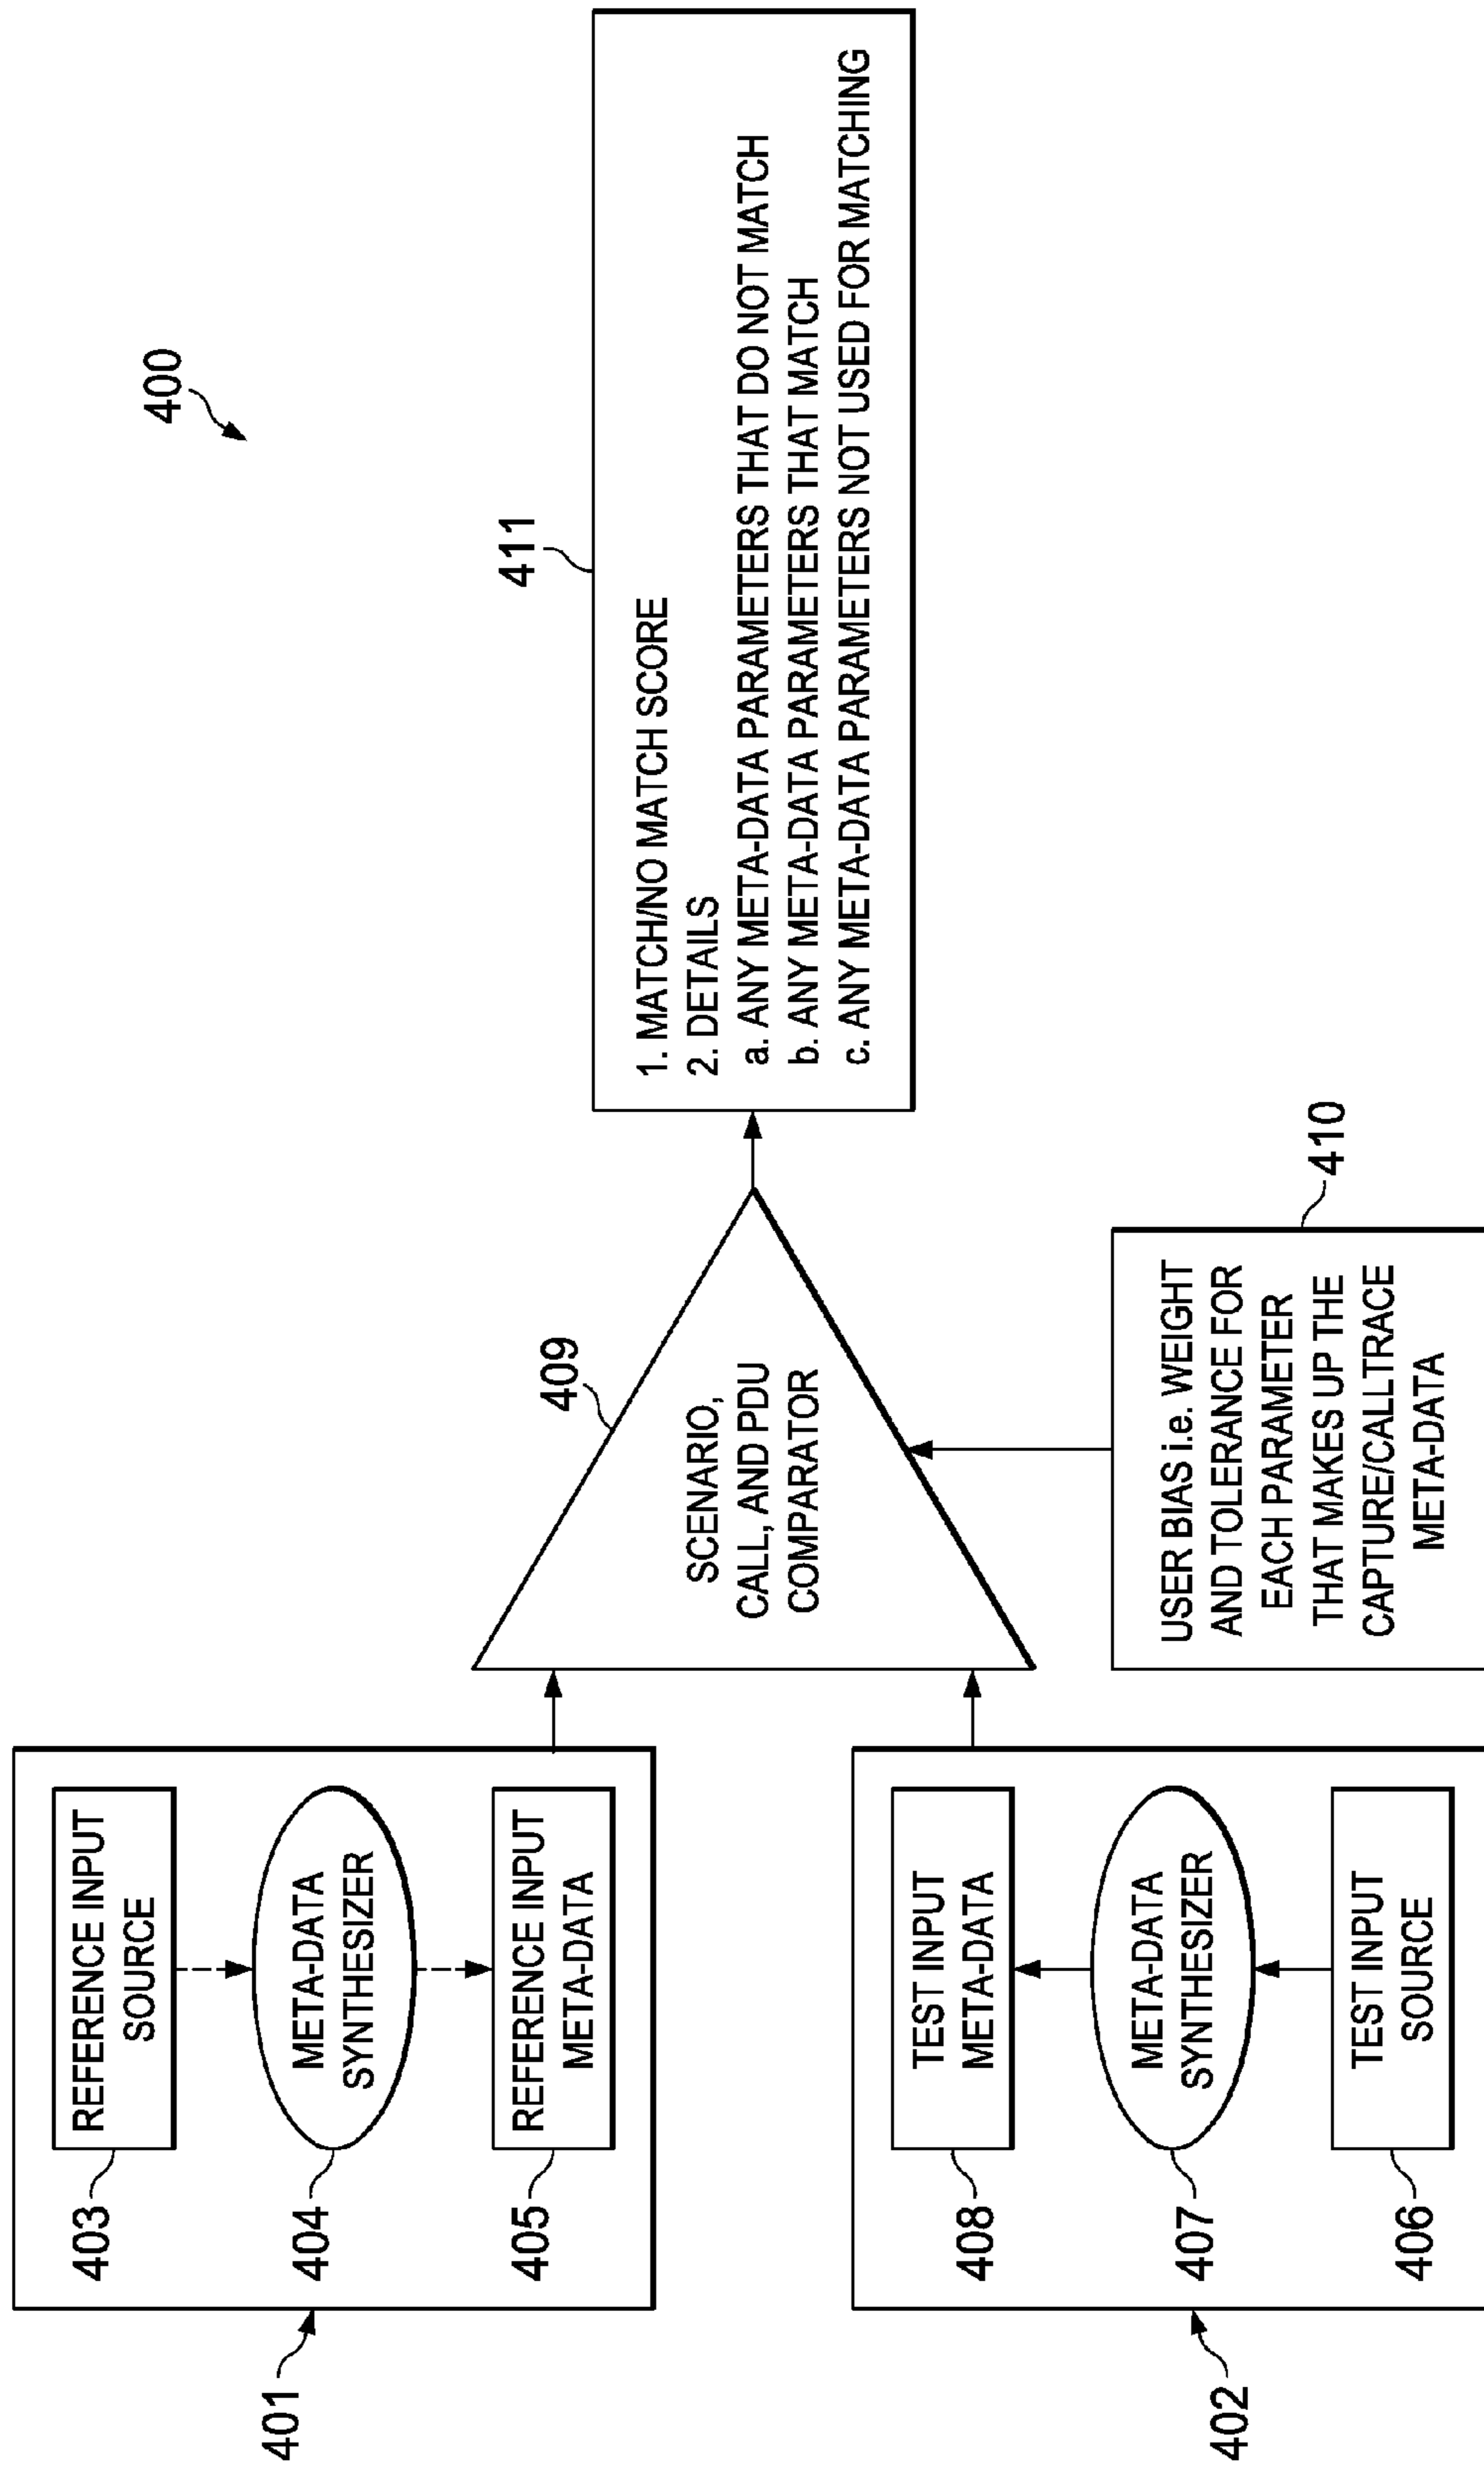 400
401
403
REFERENCE INPUT
SOURCE
404
META-DATA
SYNTHESIZER
405
REFERENCE INPUT
META-DATA
402
408
TEST INPUT
META-DATA
407
META-DATA
SYNTHESIZER
406
TEST INPUT
SOURCE
409
SCENARIO,
CALL, AND PDU
COMPARATOR
410
USER BIAS i.e. WEIGHT
AND TOLERANCE FOR
EACH PARAMETER
THAT MAKES UP THE
CAPTURE/CALLTRACE
META-DATA
411
1. MATCH/NO MATCH SCORE
2. DETAILS
a. ANY META-DATA PARAMETERS THAT DO NOT MATCH
b. ANY META-DATA PARAMETERS THAT MATCH
c. ANY META-DATA PARAMETERS NOT USED FOR MATCHING